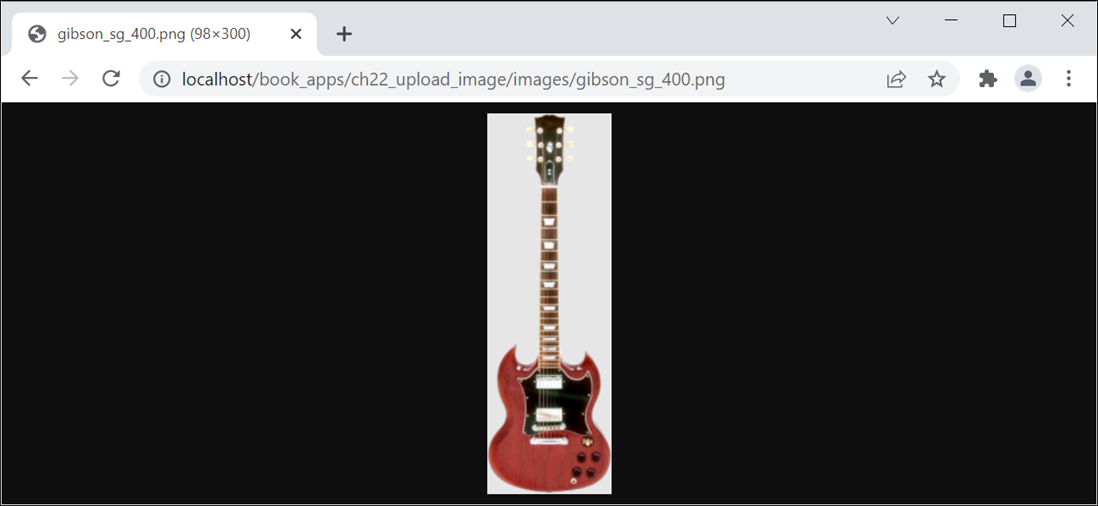 gibson_sg_400.png (98×300)
localhost/book_apps/ch22_upload_image/images/gibson_sg_400.png